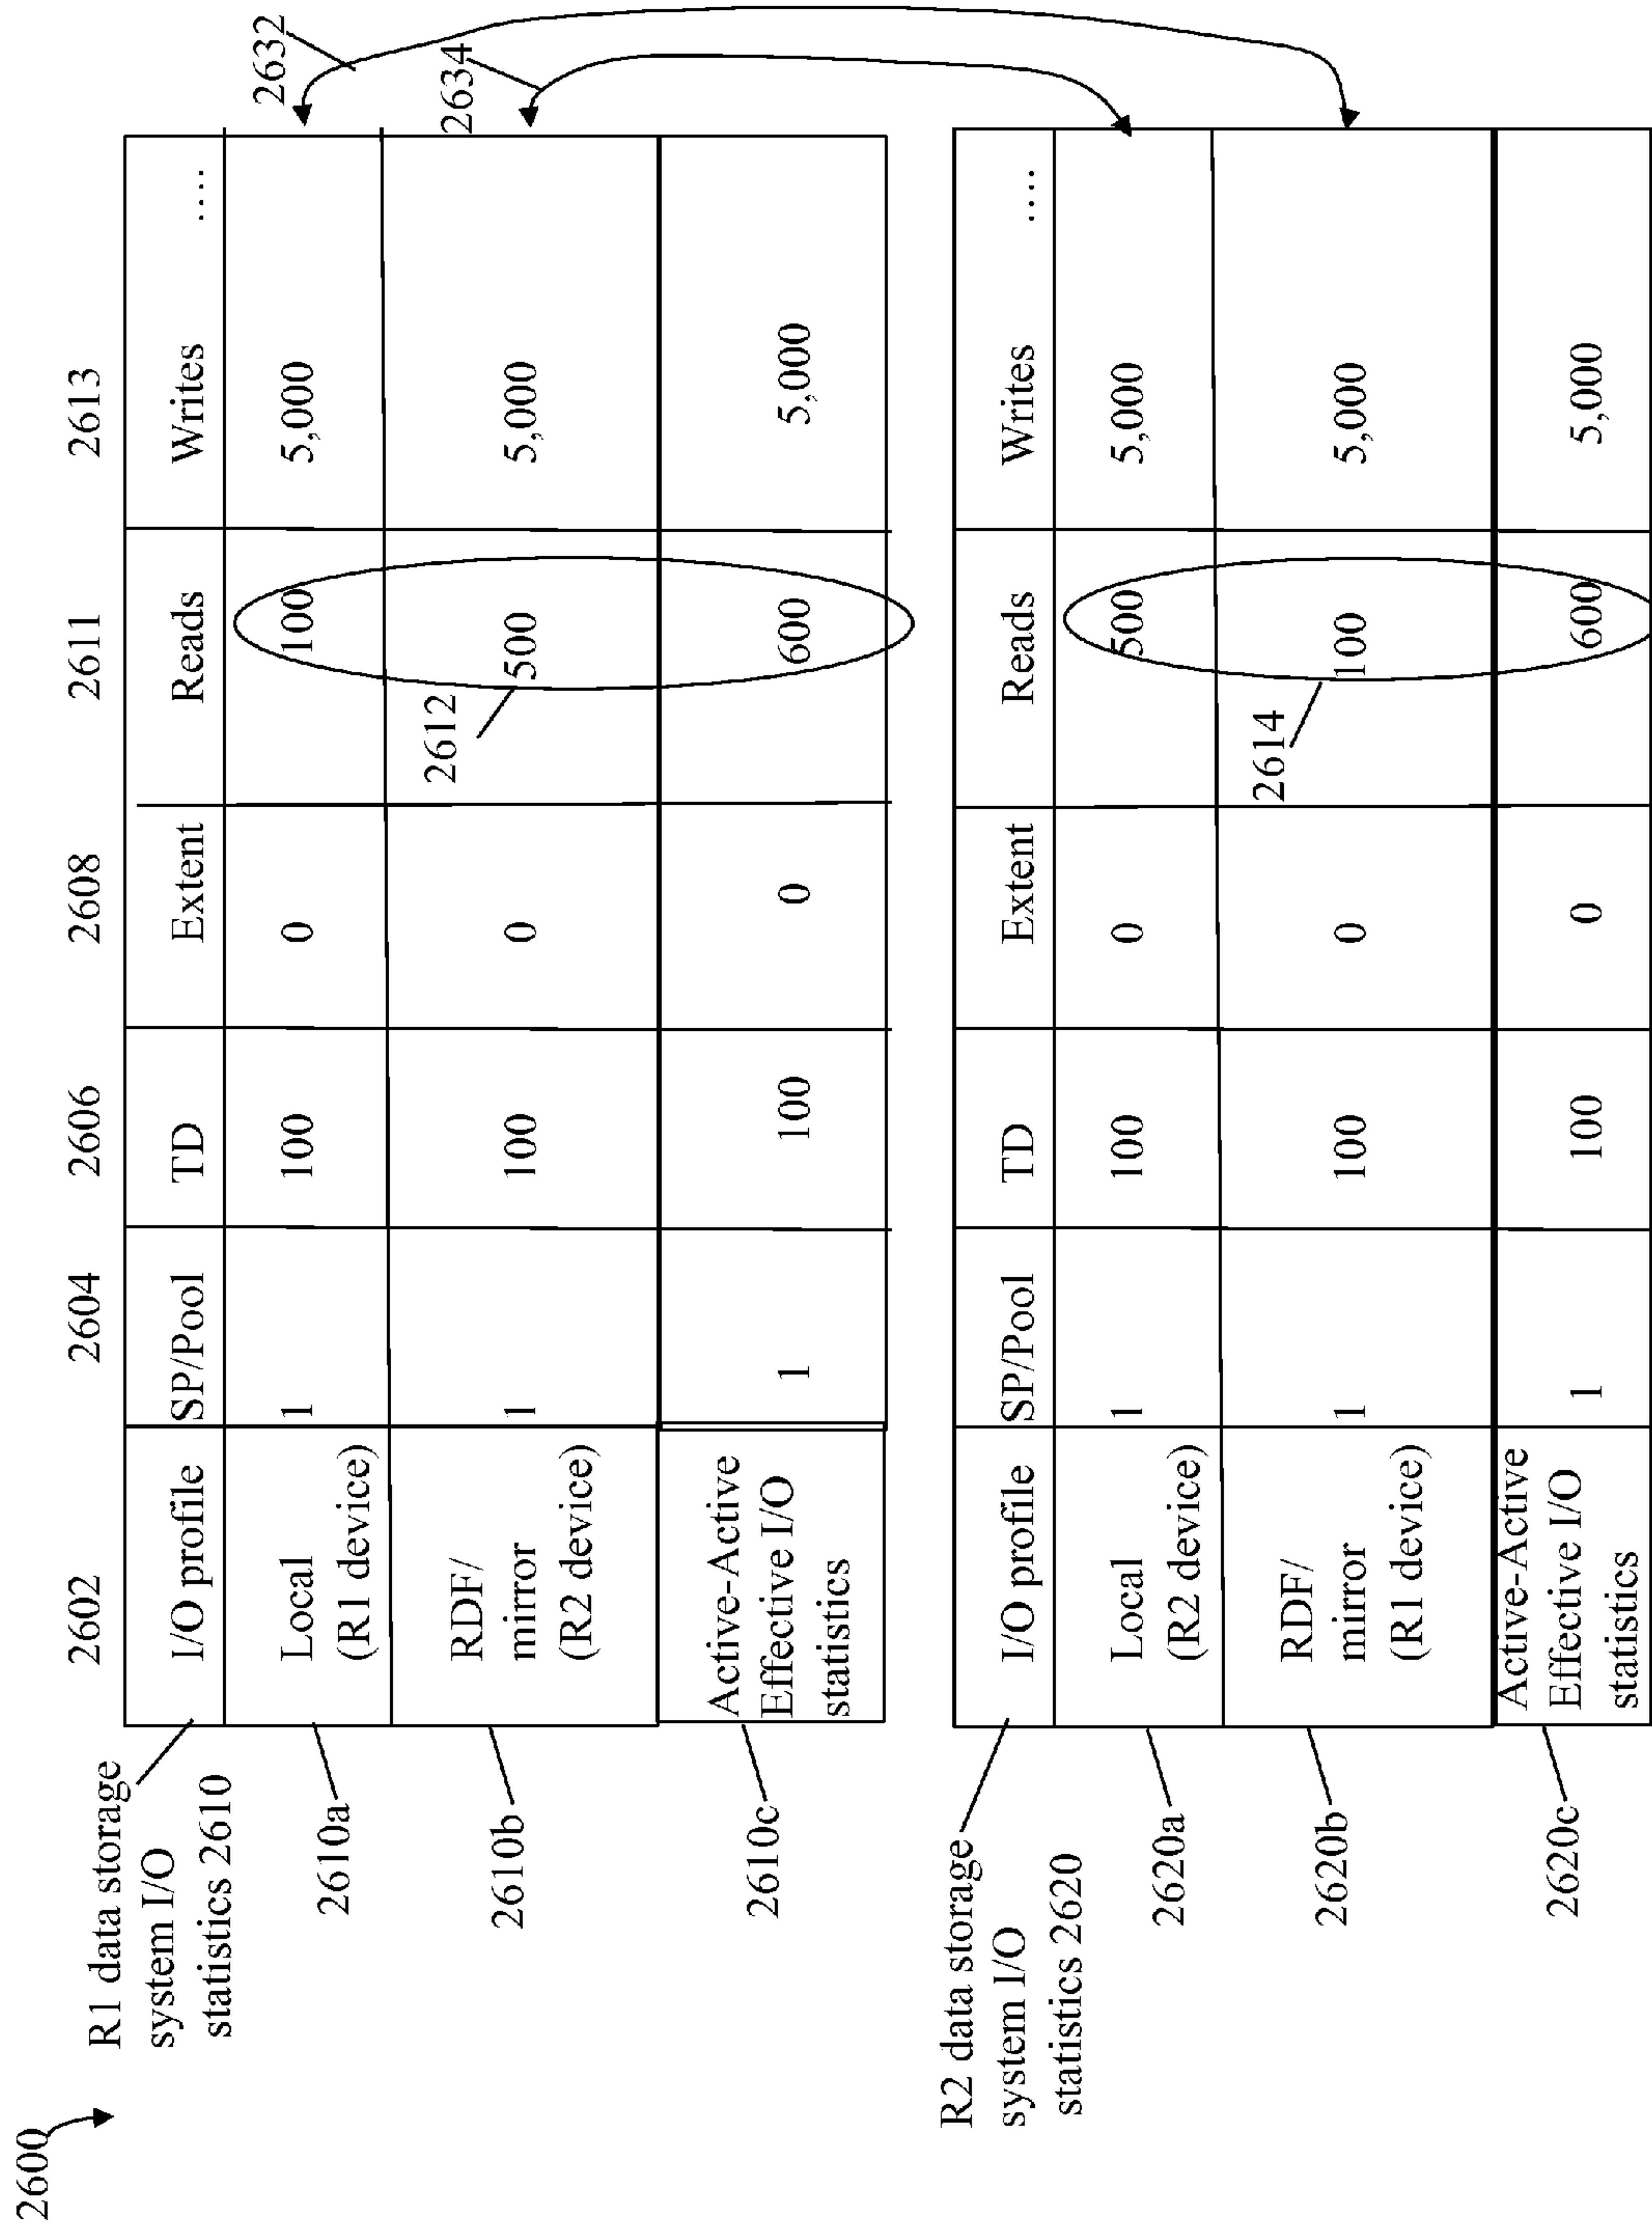 2600
2602 2604 2606 2608 2611 2613
R1 data storage
system I/O
statistics 2610
I/O profile SP/Pool TD Extent Reads Writes ....
Local
(R1 device) 1 100 0 100 5,000
RDF/
mirror
(R2 device) 1 100 0 500 5,000
Active-Active
Effective I/O
statistics 1 100 0 600 5,000
2610a
2610b
2610c
2612
2632
2634
R2 data storage
system I/O
statistics 2620
I/O profile SP/Pool TD Extent Reads Writes ....
Local
(R2 device) 1 100 0 500 5,000
RDF/
mirror
(R1 device) 1 100 0 100 5,000
Active-Active
Effective I/O
statistics 1 100 0 600 5,000
2620a
2620b
2620c
2614